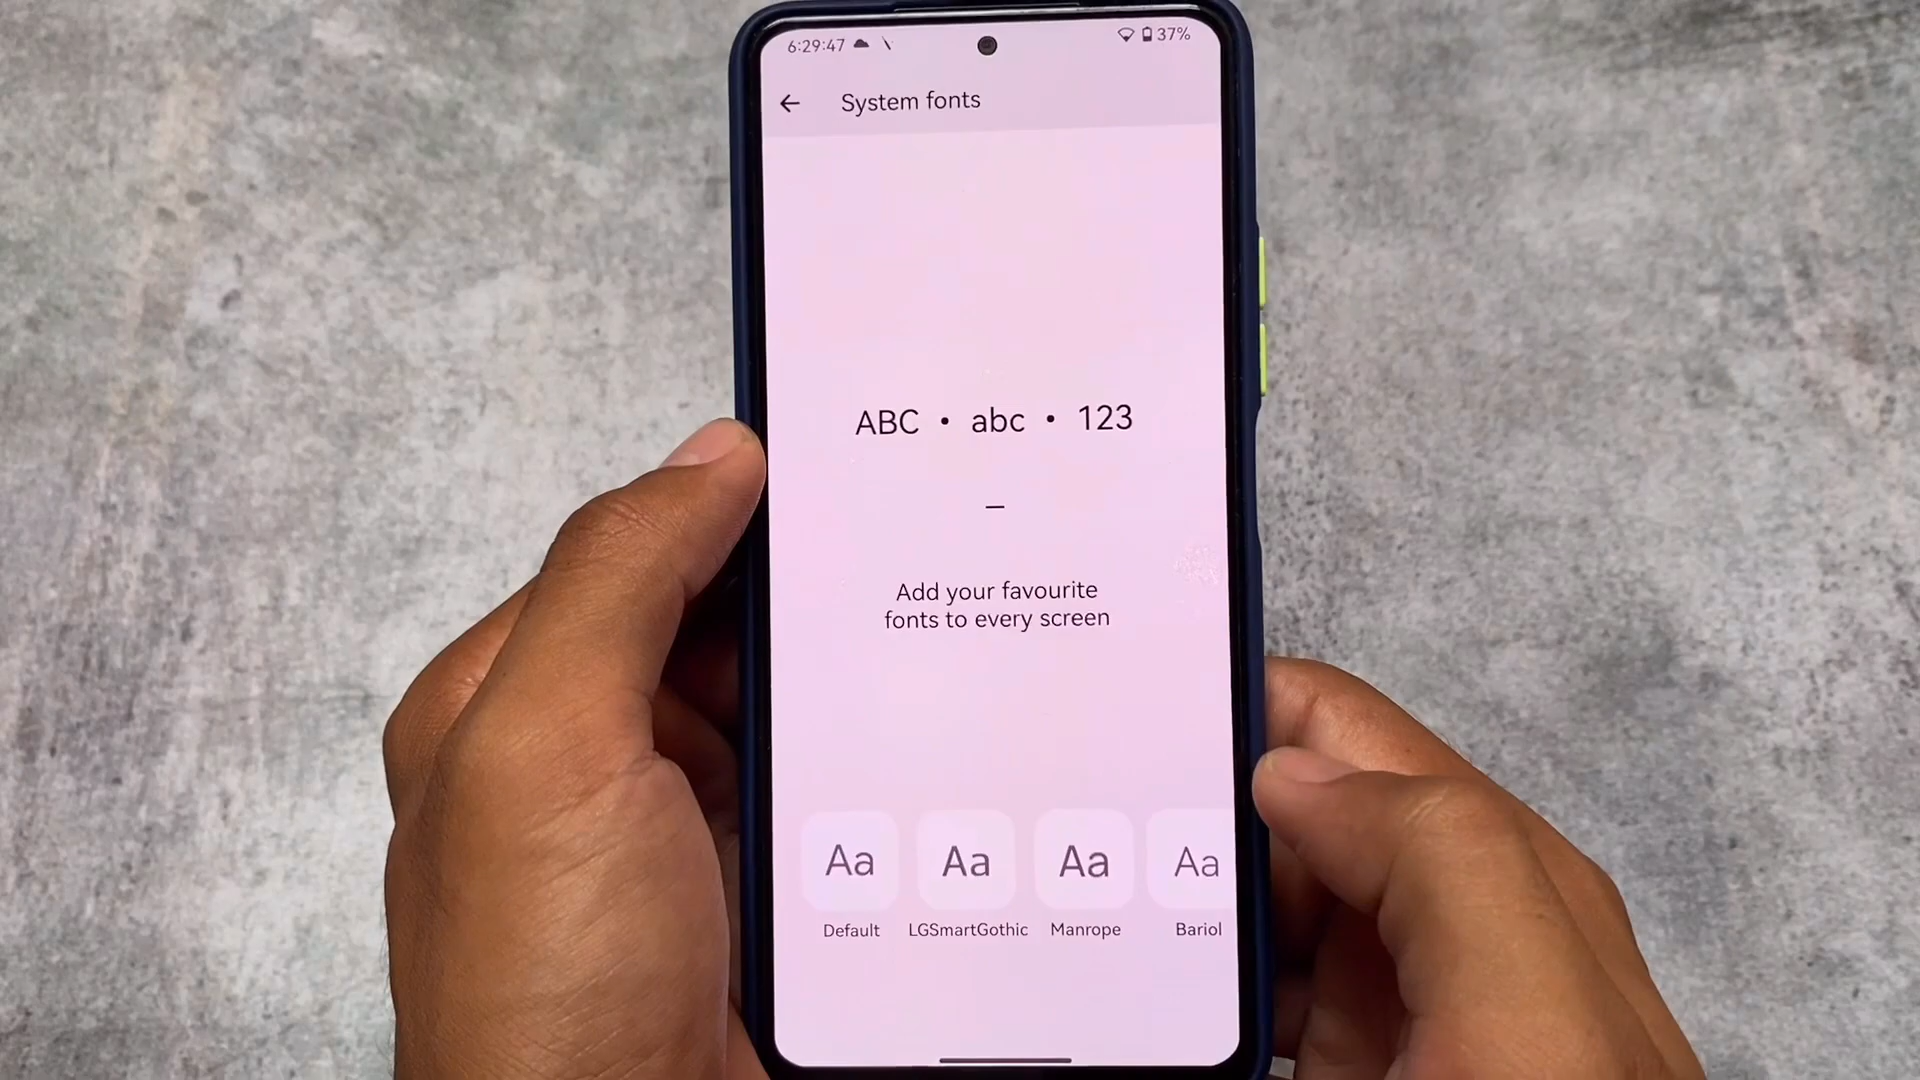 6:29:47
37%
System fonts
ABC • abc • 123
Add your favourite
fonts to every screen
Aa Aa Aa Aa
Default LGSmartGothic Manrope Bariol